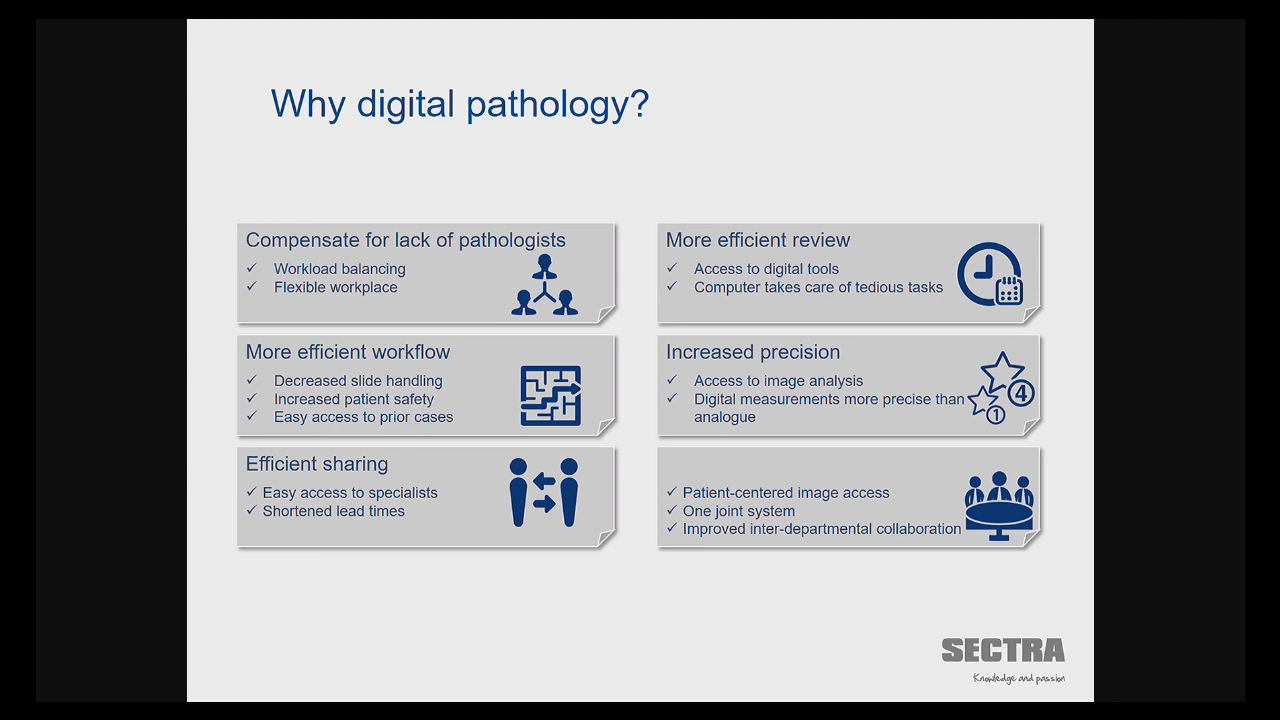 Why digital pathology?
Compensate for lack of pathologists
✓ Workload balancing
✓ Flexible workplace
More efficient workflow
✓ Decreased slide handling
✓ Increased patient safety
✓ Easy access to prior cases
Efficient sharing
✓ Easy access to specialists
✓ Shortened lead times
More efficient review
✓ Access to digital tools
✓ Computer takes care of tedious tasks
Increased precision
✓ Access to image analysis
✓ Digital measurements more precise than
analogue
4
1
✓ Patient-centered image access
✓ One joint system
✓ Improved inter-departmental collaboration
SECTRA
Knowledge and passion